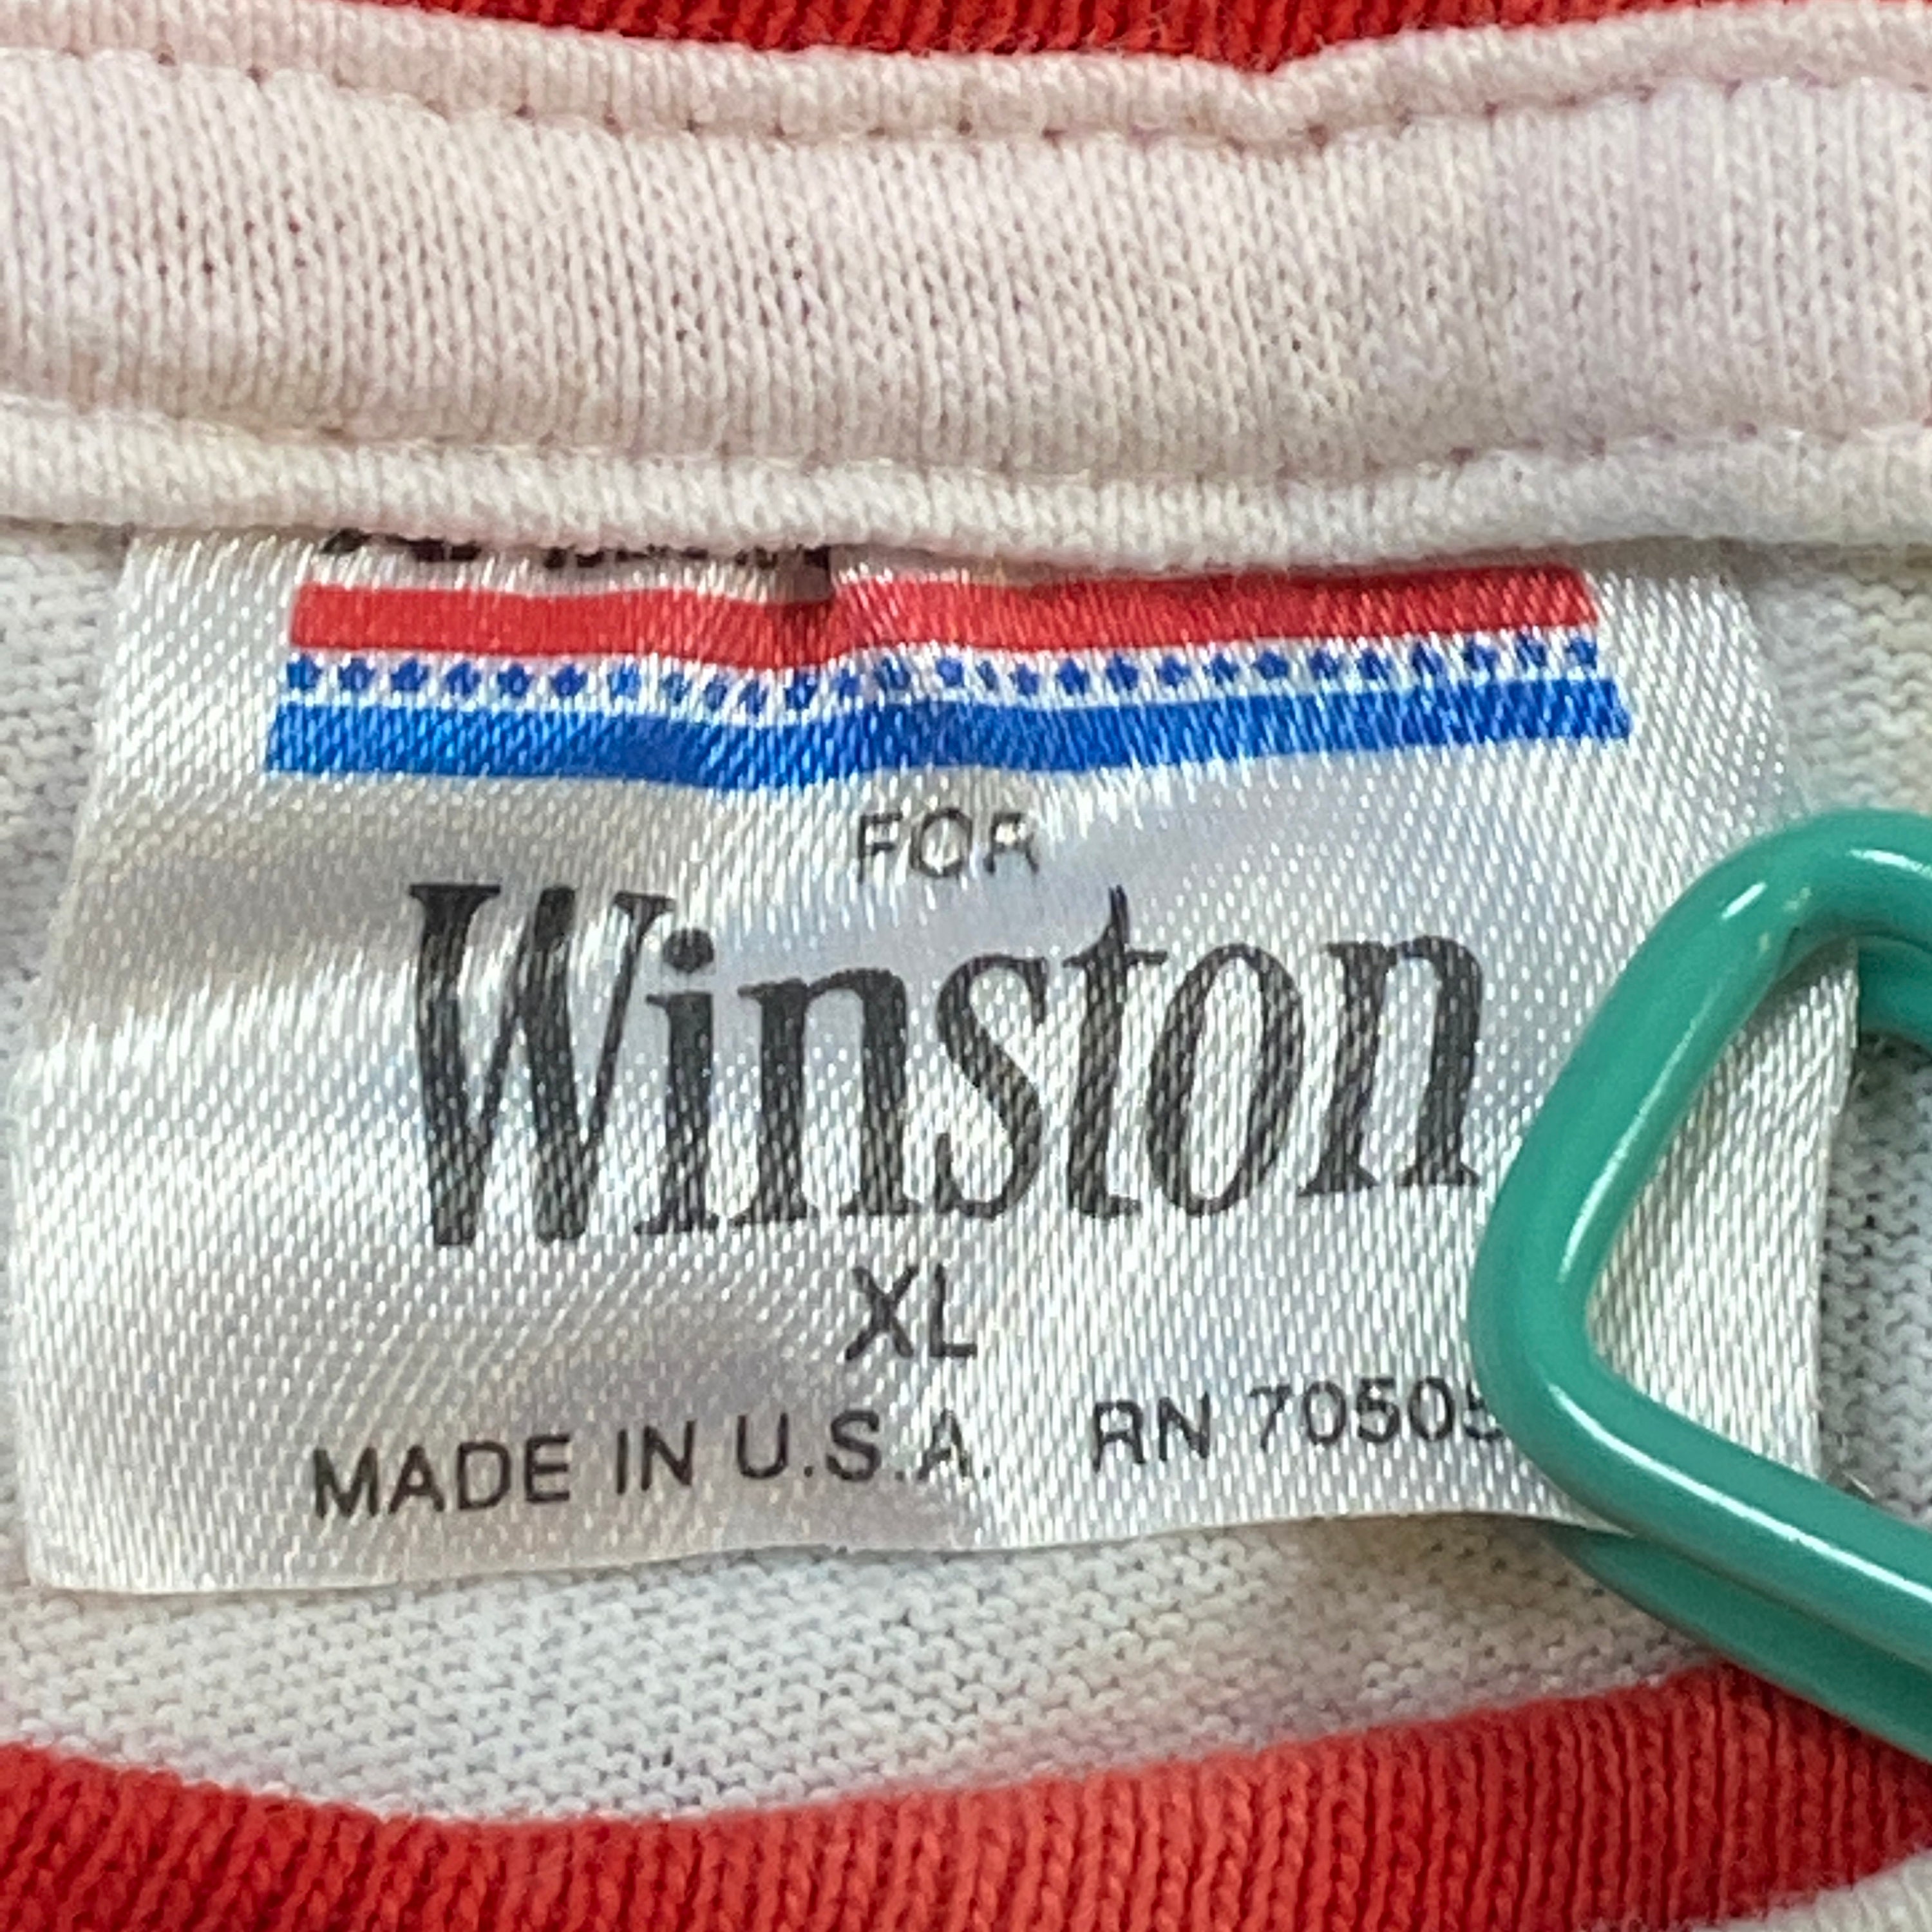 FOR
Winston
XL
MADE IN U.S.A. RN 70505